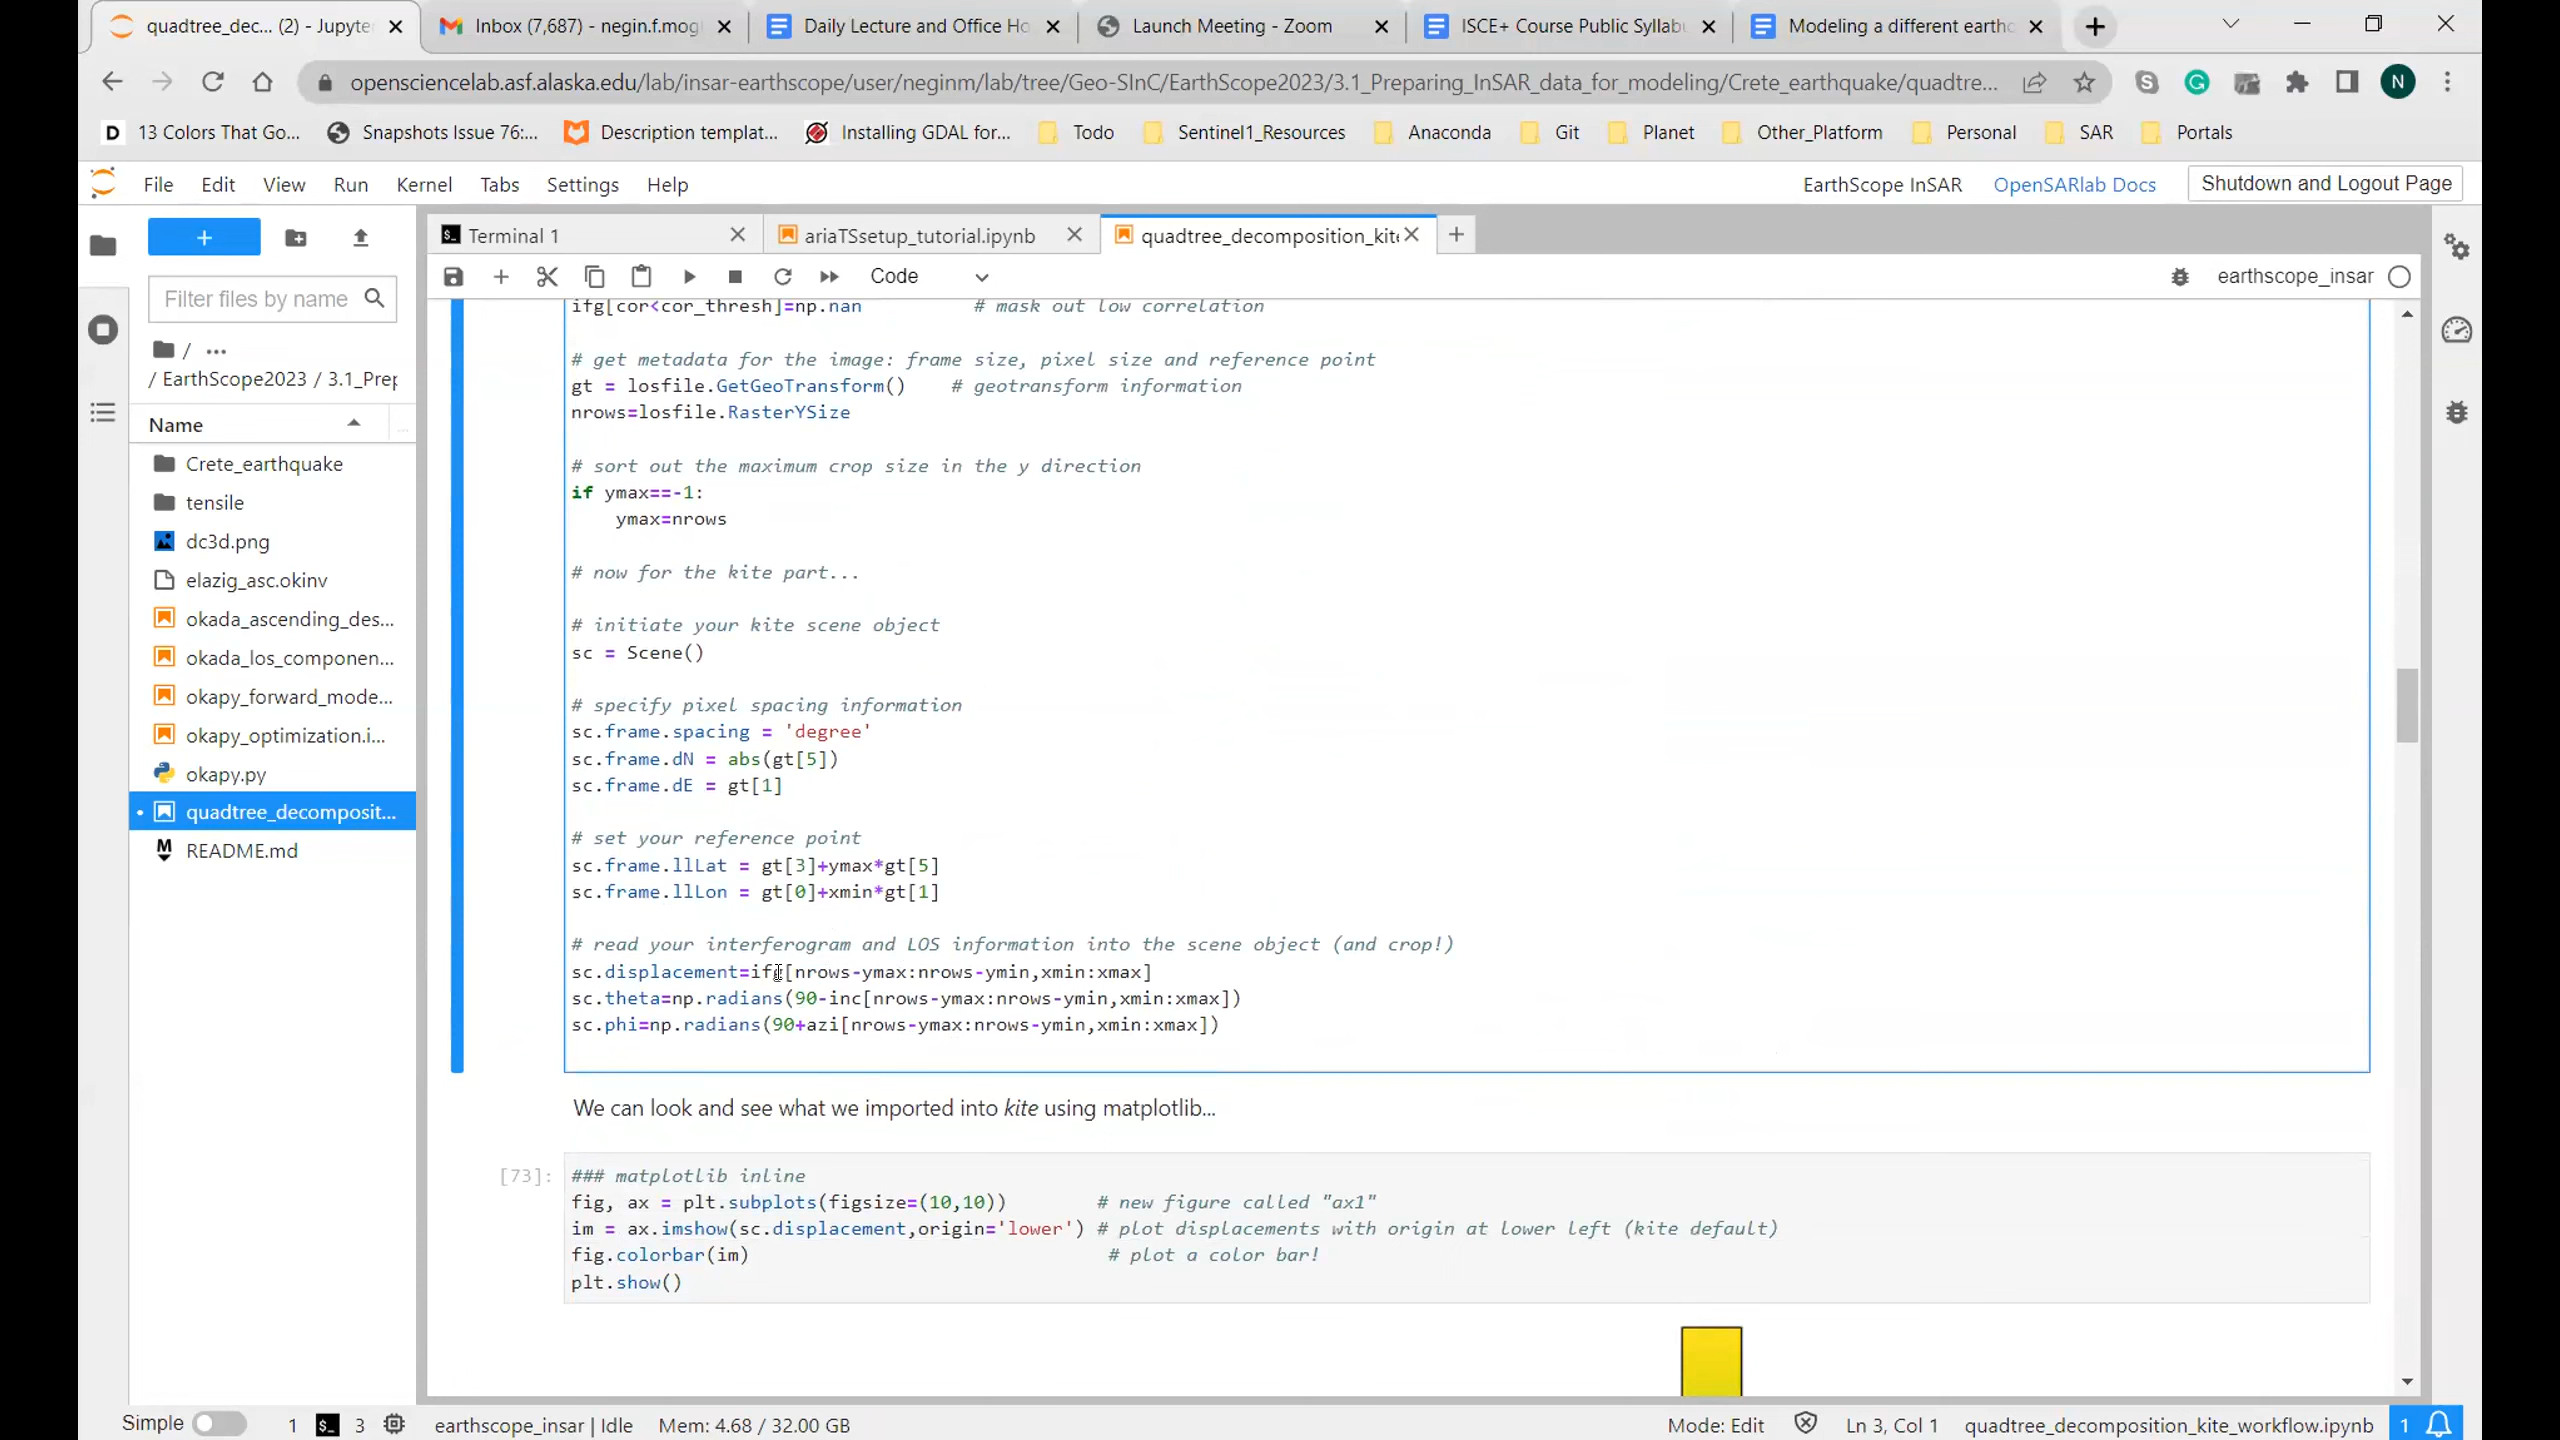 quadtree_dec... (2) - Jupyte
Inbox (7,687) - negin.f.mog
Daily Lecture and Office Ho
Launch Meeting - Zoom
ISCE+ Course Public Syllabu
Modeling a different eartho
opensciencelab.asf.alaska.edu/lab/insar-earthscope/user/neginm/lab/tree/Geo-SInC/EarthScope2023/3.1_Preparing_InSAR_data_for_modeling/Crete_earthquake/quadtre...
N
13 Colors That Go...
Snapshots Issue 76:...
Description templat...
Installing GDAL for...
Todo
Sentinel1_Resources
Anaconda
Git
Planet
Other_Platform
Personal
SAR
Portals
File Edit View Run Kernel Tabs Settings Help
EarthScope InSAR
OpenSARlab Docs
Shutdown and Logout Page
Terminal 1
ariaTSsetup_tutorial.ipynb
quadtree_decomposition_kite
Code
earthscope_insar
Filter files by name
/ ...
/ EarthScope2023 / 3.1_Prep
Name
Crete_earthquake
tensile
dc3d.png
elazig_asc.okinv
okada_ascending_des...
okada_los_componen...
okapy_forward_mode...
okapy_optimization.i...
okapy.py
quadtree_decomposit...
README.md
ifg[cor<cor_thresh]=np.nan # mask out low correlation
# get metadata for the image: frame size, pixel size and reference point
gt = losfile.GetGeoTransform() # geotransform information
nrows=losfile.RasterYSize
# sort out the maximum crop size in the y direction
if ymax==-1:
ymax=nrows
# now for the kite part...
# initiate your kite scene object
sc = Scene()
# specify pixel spacing information
sc.frame.spacing = 'degree'
sc.frame.dN = abs(gt[5])
sc.frame.dE = gt[1]
# set your reference point
sc.frame.llLat = gt[3]+ymax*gt[5]
sc.frame.llLon = gt[0]+xmin*gt[1]
# read your interferogram and LOS information into the scene object (and crop!)
sc.displacement=ifg[nrows-ymax:nrows-ymin,xmin:xmax]
sc.theta=np.radians(90-inc[nrows-ymax:nrows-ymin,xmin:xmax])
sc.phi=np.radians(90+azi[nrows-ymax:nrows-ymin,xmin:xmax])
We can look and see what we imported into kite using matplotlib...
[73]:
### matplotlib inline
fig, ax = plt.subplots(figsize=(10,10)) # new figure called "ax1"
im = ax.imshow(sc.displacement,origin='lower') # plot displacements with origin at lower left (kite default)
fig.colorbar(im) # plot a color bar!
plt.show()
Simple
1
3
earthscope_insar | Idle
Mem: 4.68 / 32.00 GB
Mode: Edit
Ln 3, Col 1
quadtree_decomposition_kite_workflow.ipynb
1